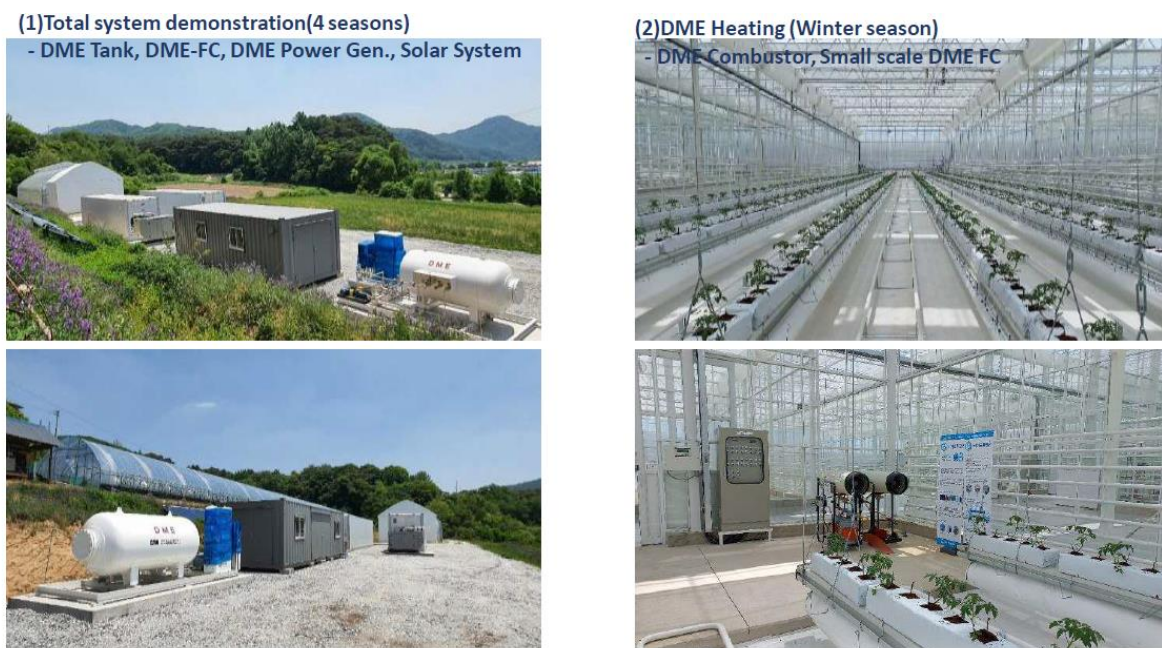 (1)Total system demonstration(4 seasons)
- DME Tank, DME-FC, DME Power Gen., Solar System
(2)DME Heating (Winter season)
- DME Combustor, Small scale DME FC
DME
DME